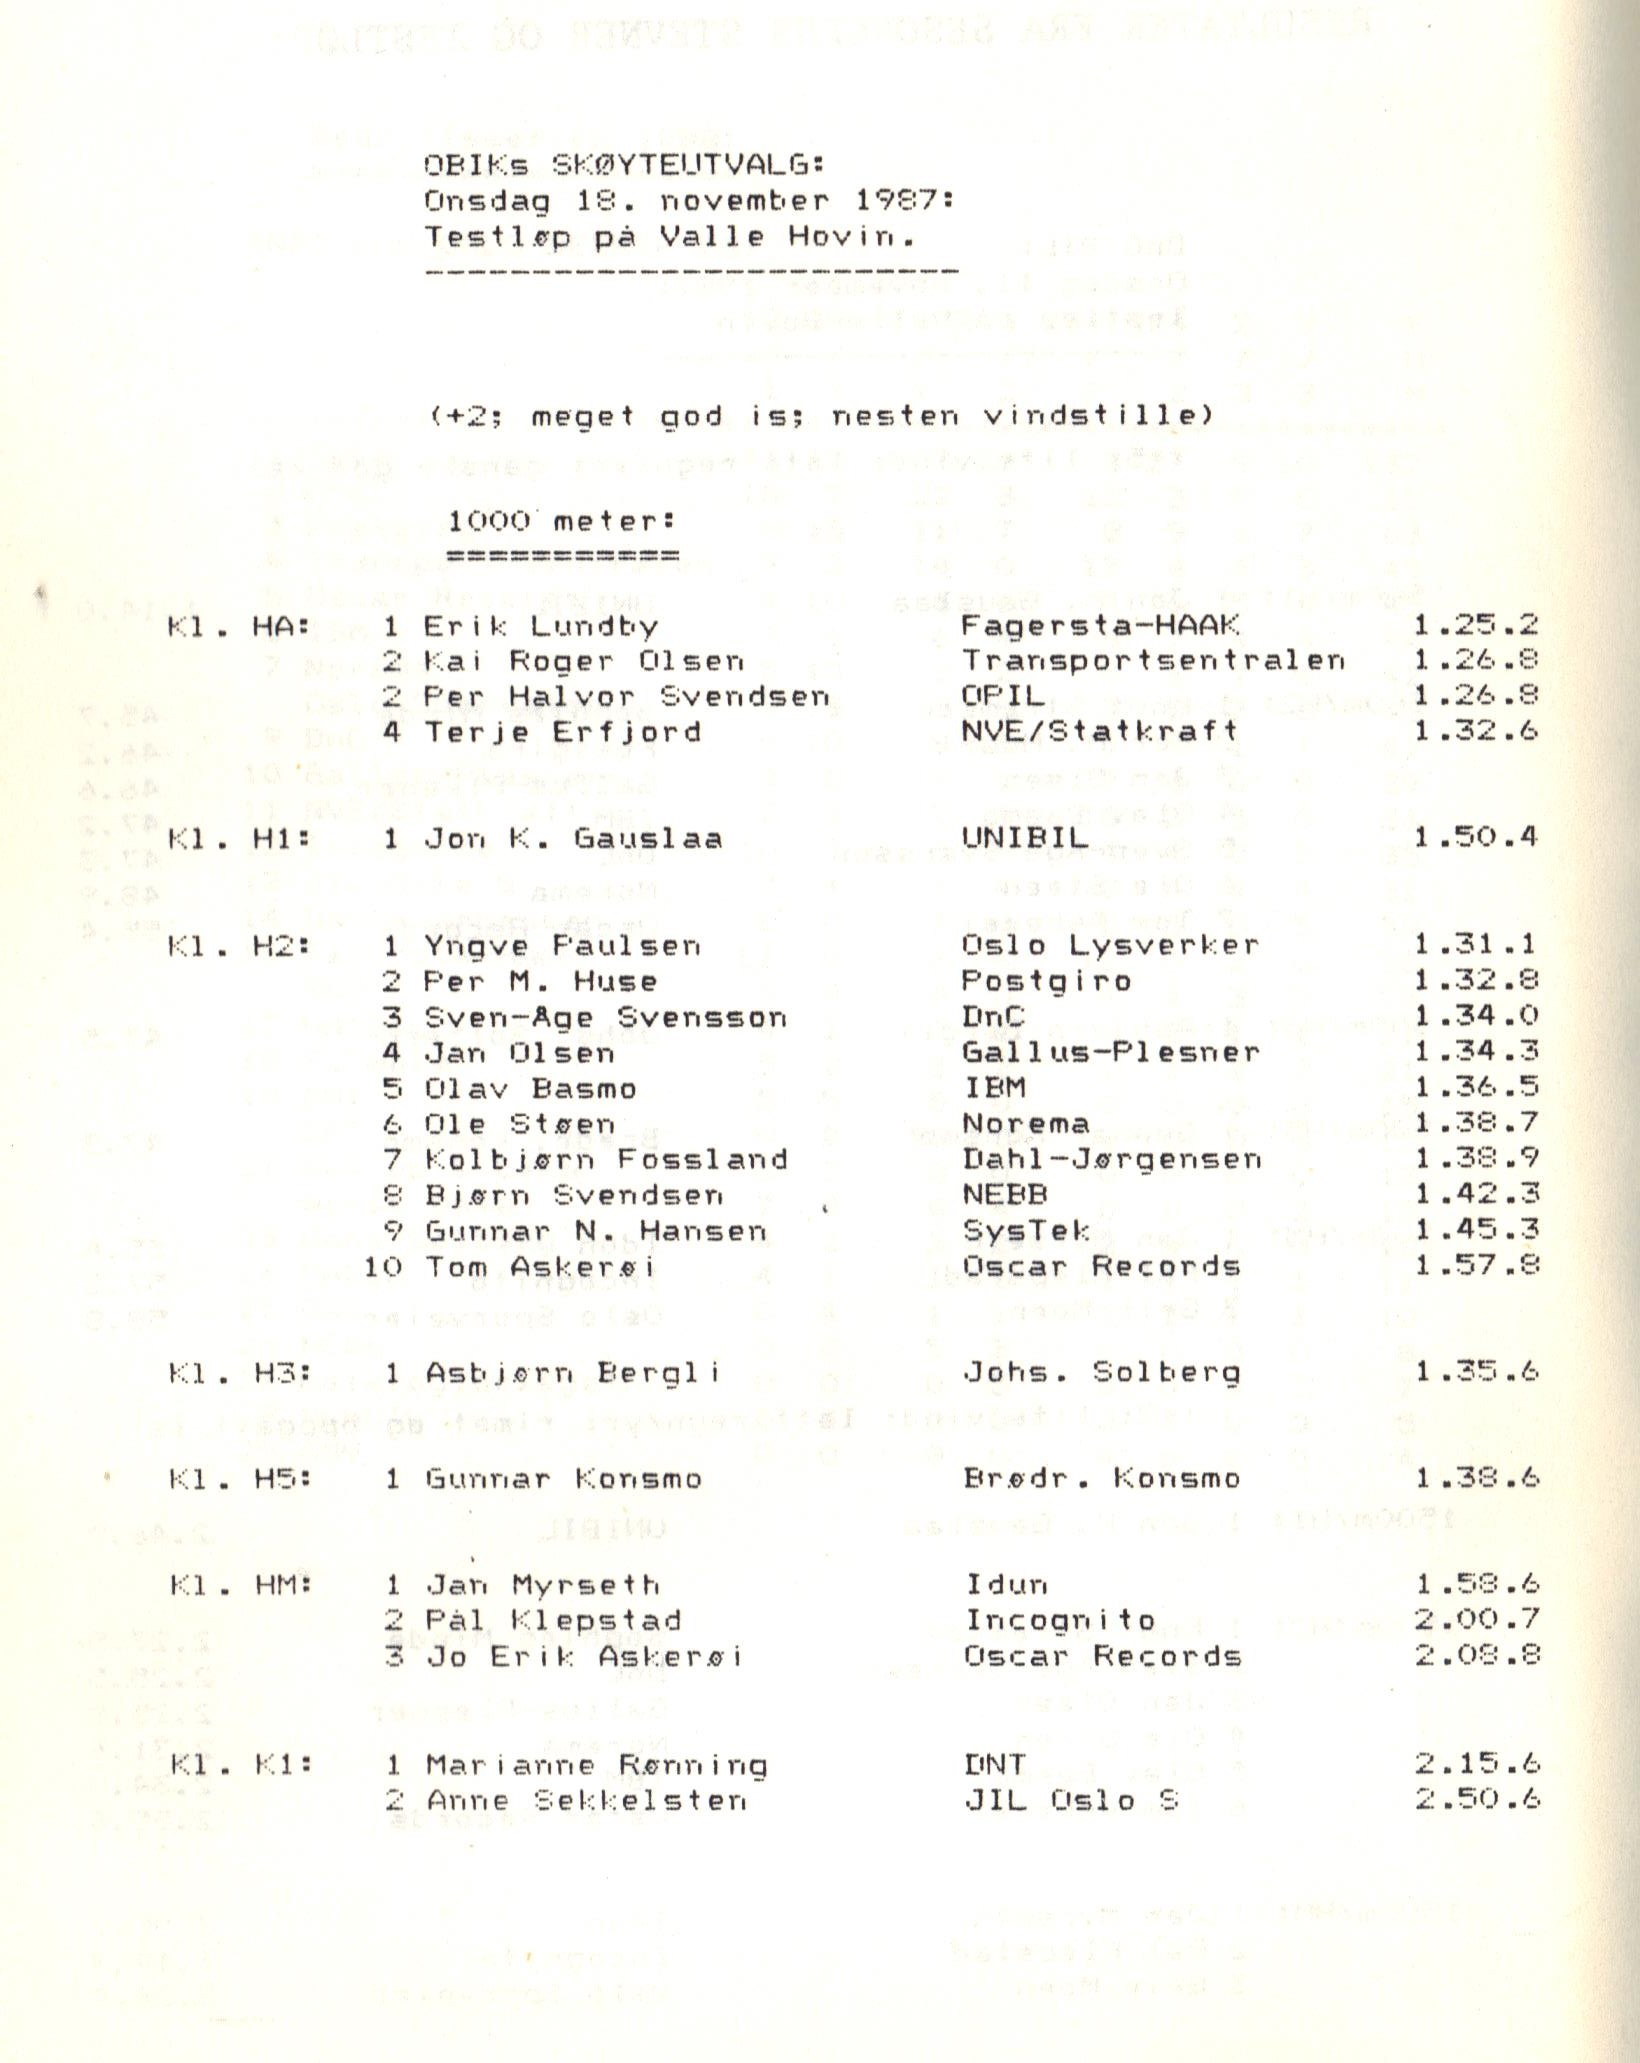 OBIKs SKØYTEUTVALG:
Onsdag 18. november 1987:
Testløp på Valle Hovin.
-------------------------
(+2; meget god is; nesten vindstille)
1000 meter:
===========
Kl. HA: 1 Erik Lundby Fagersta-HAAK 1.25.2
2 Kai Roger Olsen Transportsentralen 1.26.8
2 Per Halvor Svendsen OPIL 1.26.8
4 Terje Erfjord NVE/Statkraft 1.32.6
Kl. H1: 1 Jon K. Gauslaa UNIBIL 1.50.4
Kl. H2: 1 Yngve Paulsen Oslo Lysverker 1.31.1
2 Per M. Huse Postgiro 1.32.8
3 Sven-Age Svensson DnC 1.34.0
4 Jan Olsen Gallus-Plesner 1.34.3
5 Olav Basmo IBM 1.36.5
6 Ole Støen Norema 1.38.7
7 Kolbjørn Fossland Dahl-Jørgensen 1.38.9
8 Bjørn Svendsen NEBB 1.42.3
9 Gunnar N. Hansen SysTek 1.45.3
10 Tom Askerøi Oscar Records 1.57.8
Kl. H3: 1 Asbjørn Bergli Johs. Solberg 1.35.6
Kl. H5: 1 Gunnar Konsmo Brødr. Konsmo 1.38.6
Kl. HM: 1 Jan Myrseth Idun 1.58.6
2 Pål Klepstad Incognito 2.00.7
3 Jo Erik Askerøi Oscar Records 2.08.8
Kl. K1: 1 Marianne Rønning DNT 2.15.6
2 Anne Sekkelsten JIL Oslo S 2.50.6